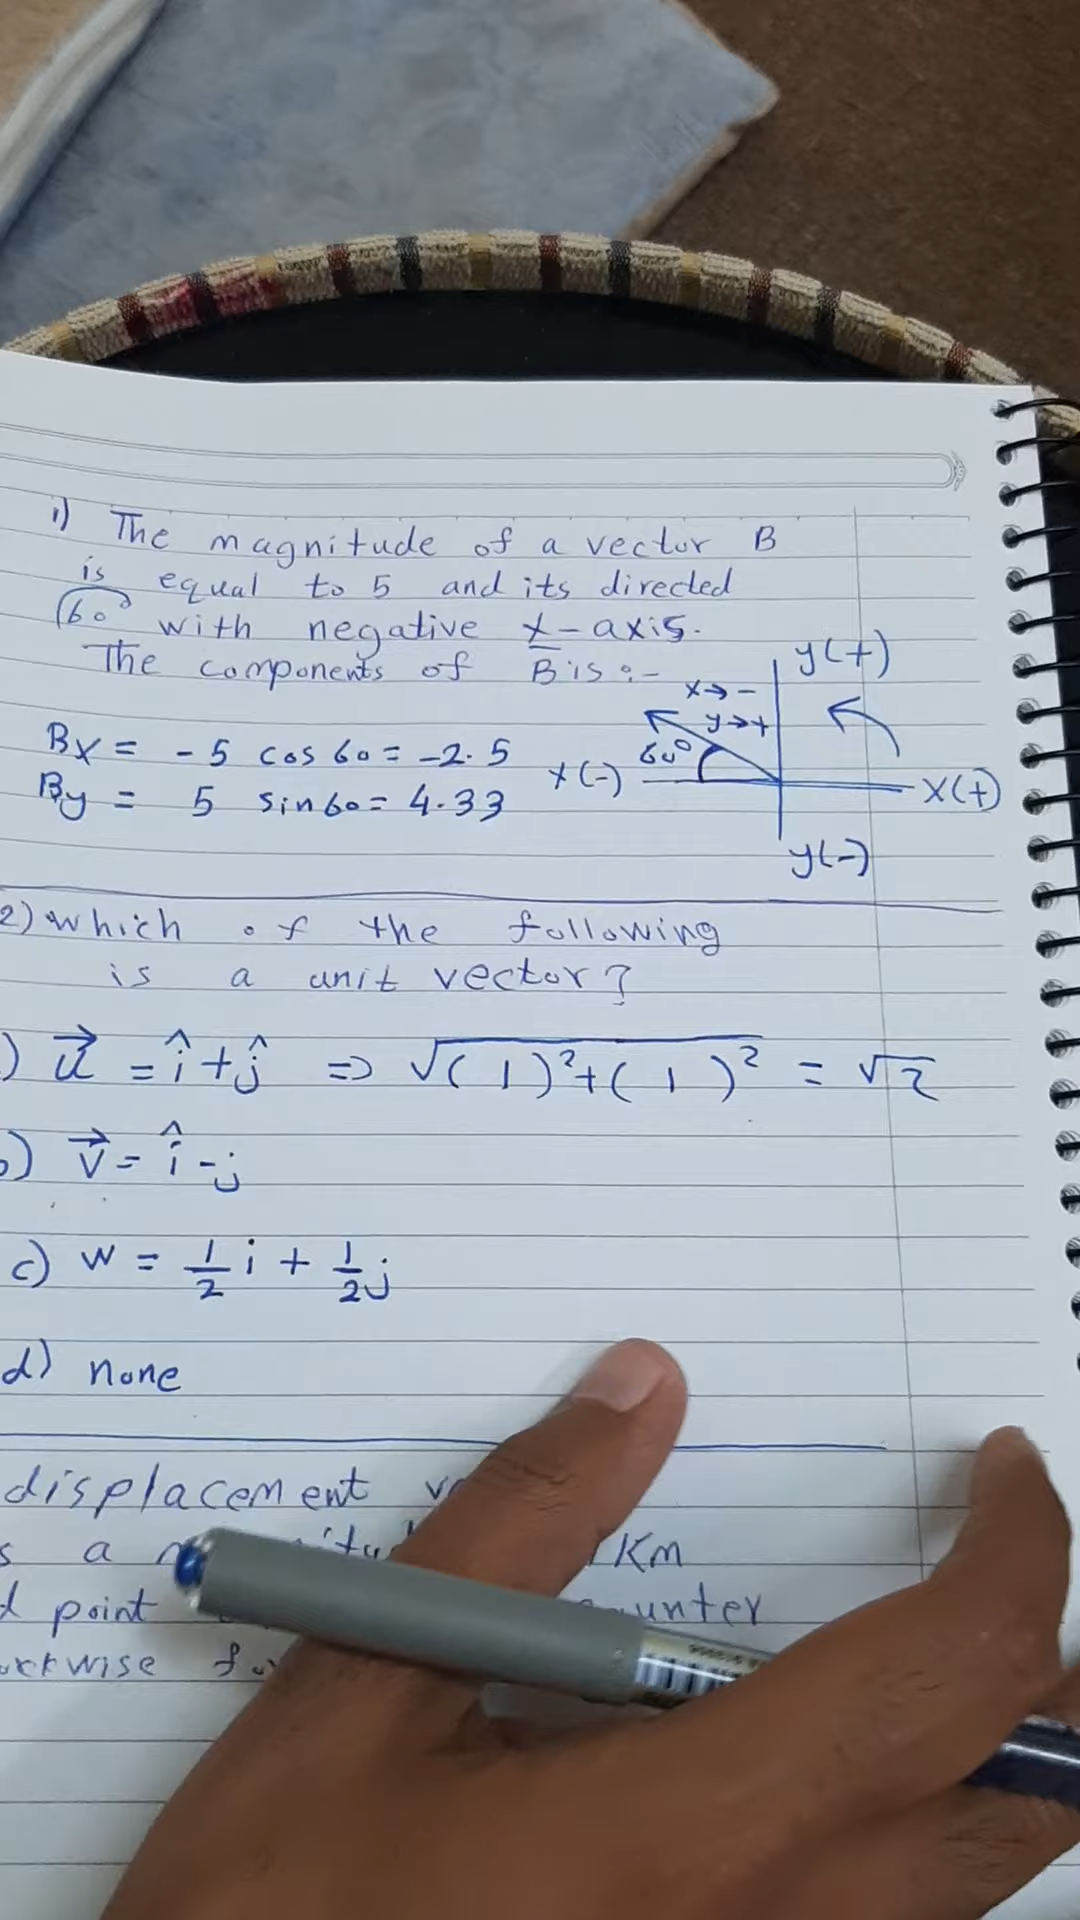 1) The magnitude of a vector B
is equal to 5 and its directed
60° with negative x-axis.
The components of B is :-
y(+)
x→ -
y→+
60°
x(-)
x(+)
y(-)
Bx = -5 cos 60 = -2.5
By = 5 sin 60 = 4.33
2) which of the following
is a unit vector?
) u⃗ = î + ĵ ⇒ √(1)²+(1)² = √2
) v⃗ = î - j
c) w = 1/2 i + 1/2 j
d) none
displacement
a Km
point unter
wise